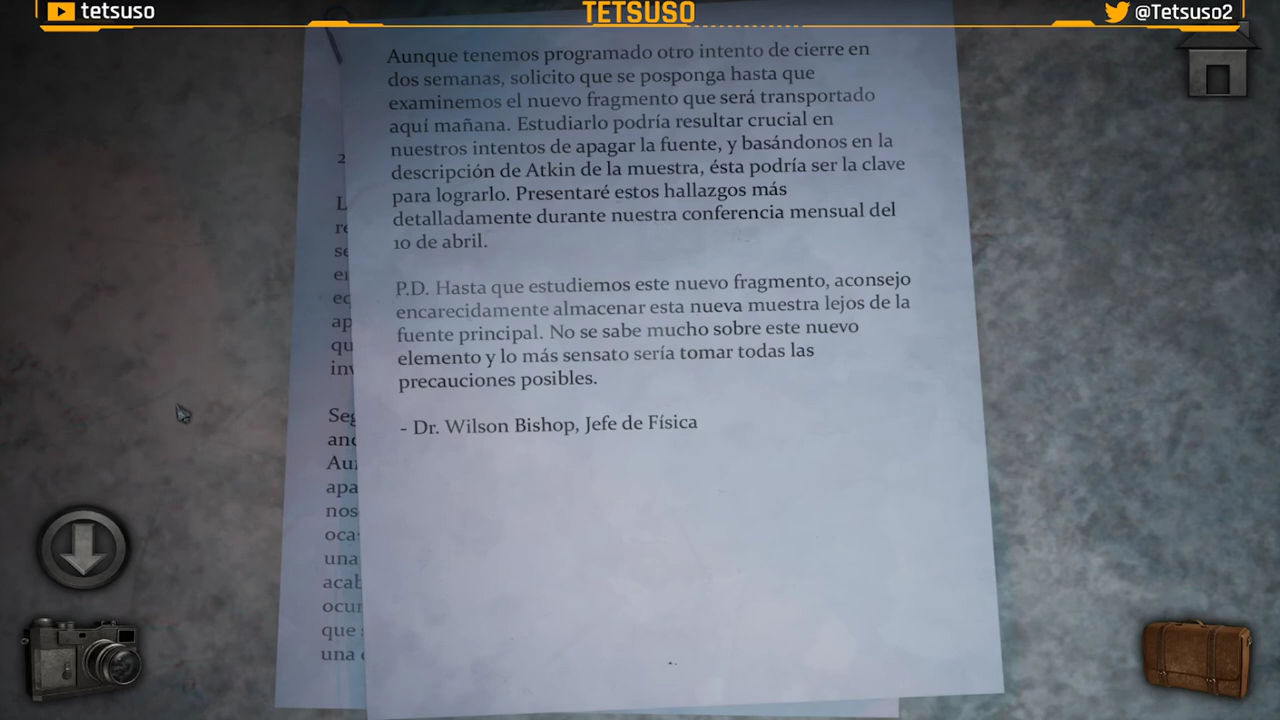 tetsuso
TETSUSO
@Tetsuso2
Aunque tenemos programado otro intento de cierre en
dos semanas, solicito que se posponga hasta que
examinemos el nuevo fragmento que será transportado
aquí mañana. Estudiarlo podría resultar crucial en
nuestros intentos de apagar la fuente, y basándonos en la
descripción de Atkin de la muestra, ésta podría ser la clave
para lograrlo. Presentaré estos hallazgos más
detalladamente durante nuestra conferencia mensual del
10 de abril.
P.D. Hasta que estudiemos este nuevo fragmento, aconsejo
encarecidamente almacenar esta nueva muestra lejos de la
fuente principal. No se sabe mucho sobre este nuevo
elemento y lo más sensato sería tomar todas las
precauciones posibles.
- Dr. Wilson Bishop, Jefe de Física